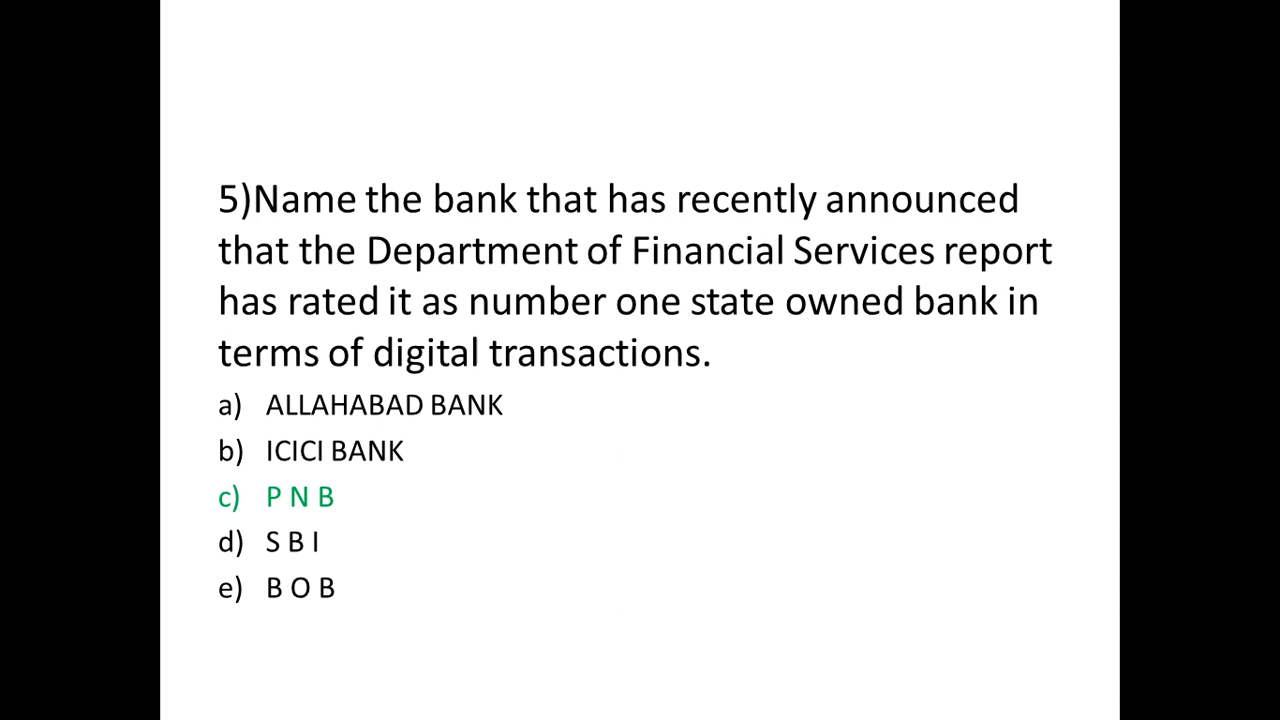 5)Name the bank that has recently announced
that the Department of Financial Services report
has rated it as number one state owned bank in
terms of digital transactions.
a) ALLAHABAD BANK
b) ICICI BANK
c) P N B
d) S B I
e) B O B